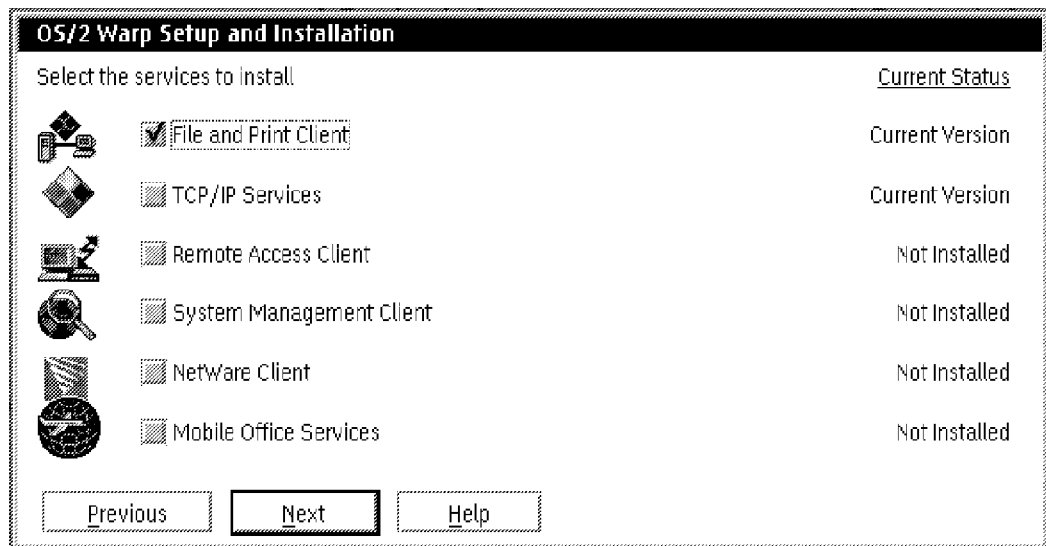 OS/2 Warp Setup and Installation
Select the services to install Current Status
File and Print Client Current Version
TCP/IP Services Current Version
Remote Access Client Not Installed
System Management Client Not Installed
NetWare Client Not Installed
Mobile Office Services Not Installed
Previous Next Help